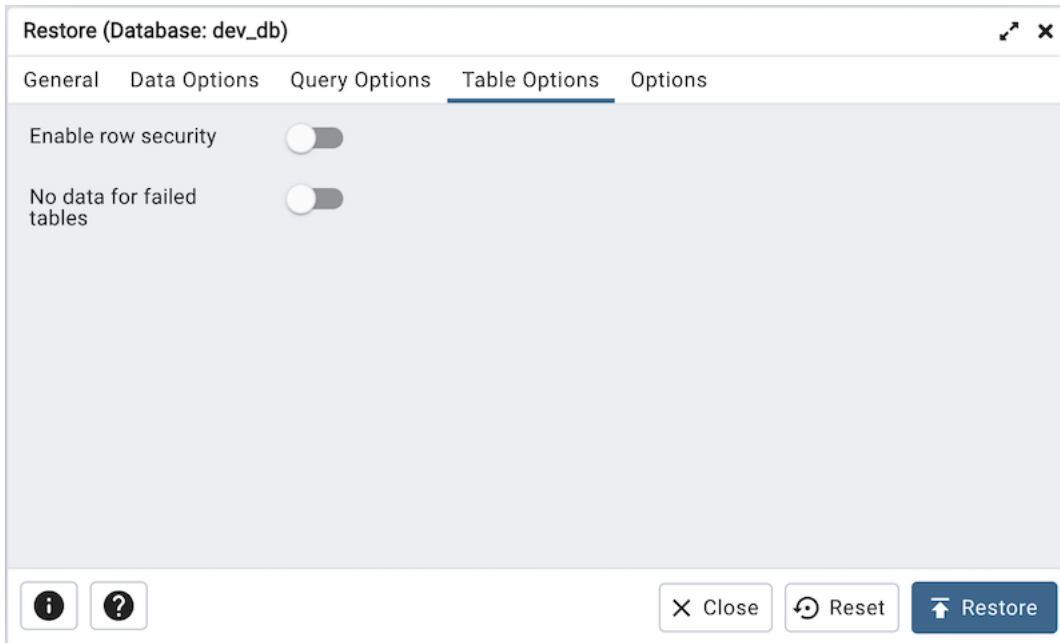 Restore (Database: dev_db)
General Data Options Query Options Table Options Options
Enable row security
No data for failed
tables
Close Reset Restore